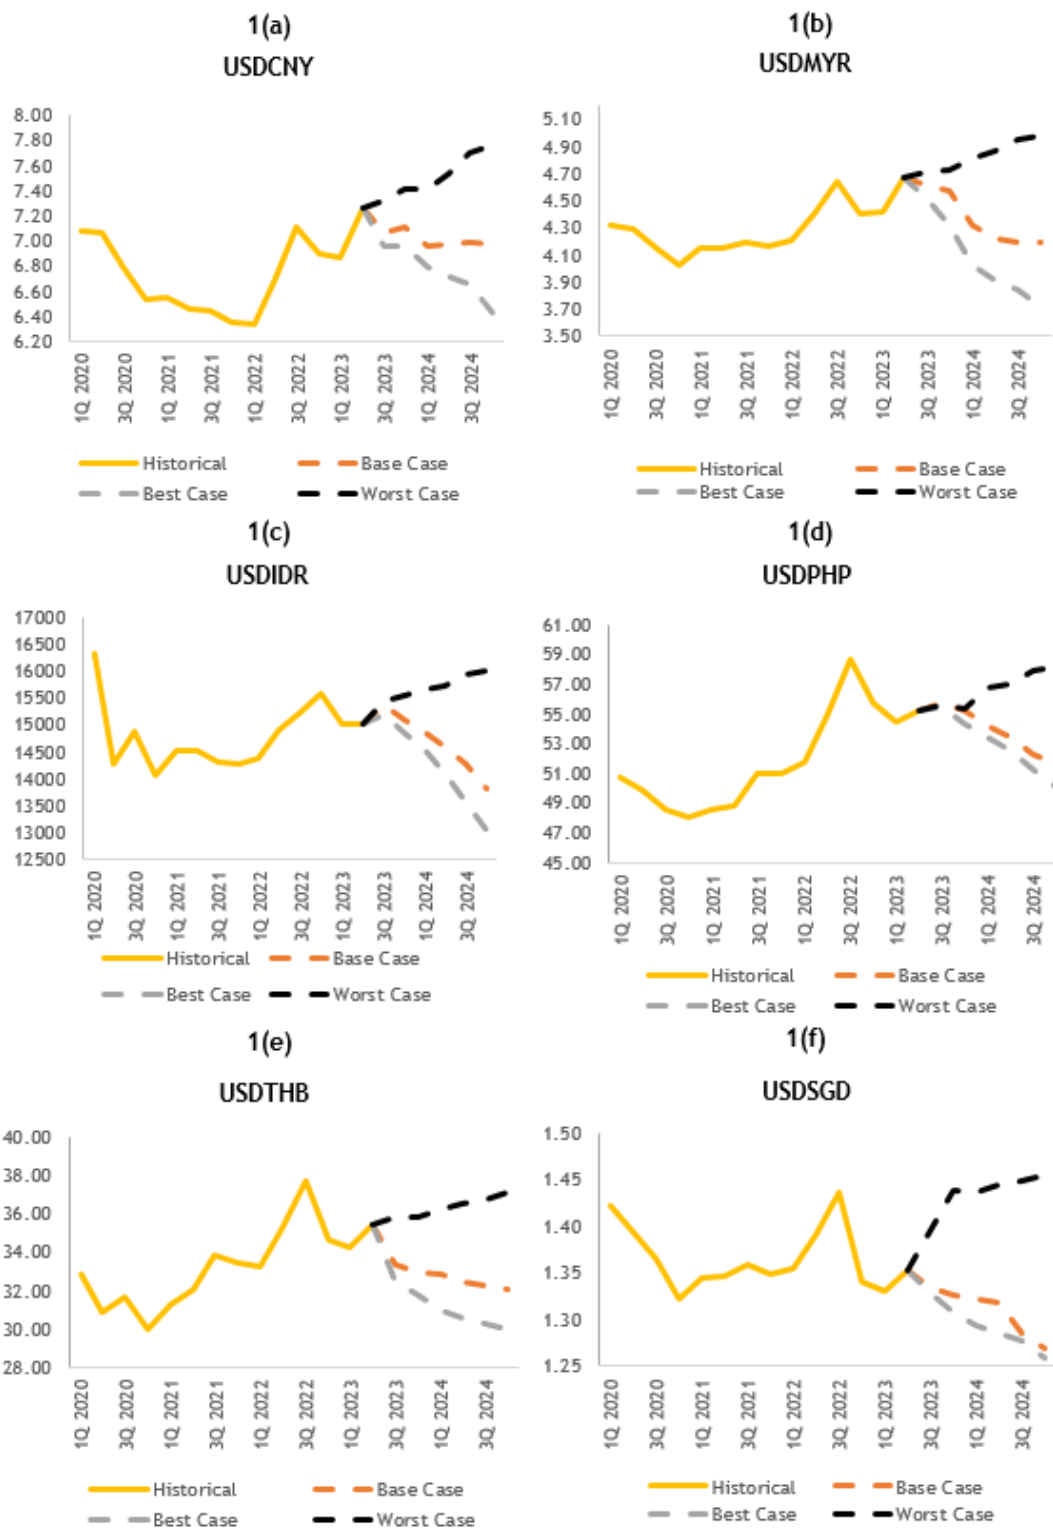 1(a)
USDCNY
8.00
7.80
7.60
7.40
7.20
7.00
6.80
6.60
6.40
6.20
1Q 2020
3Q 2020
1Q 2021
3Q 2021
1Q 2022
3Q 2022
1Q 2023
3Q 2023
1Q 2024
3Q 2024
Historical
Base Case
Best Case
Worst Case
1(b)
USDMYR
5.10
4.90
4.70
4.50
4.30
4.10
3.90
3.70
3.50
1Q 2020
3Q 2020
1Q 2021
3Q 2021
1Q 2022
3Q 2022
1Q 2023
3Q 2023
1Q 2024
3Q 2024
Historical
Base Case
Best Case
Worst Case
1(c)
USDIDR
17000
16500
16000
15500
15000
14500
14000
13500
13000
12500
1Q 2020
3Q 2020
1Q 2021
3Q 2021
1Q 2022
3Q 2022
1Q 2023
3Q 2023
1Q 2024
3Q 2024
Historical
Base Case
Best Case
Worst Case
1(d)
USDPHP
61.00
59.00
57.00
55.00
53.00
51.00
49.00
47.00
45.00
1Q 2020
3Q 2020
1Q 2021
3Q 2021
1Q 2022
3Q 2022
1Q 2023
3Q 2023
1Q 2024
3Q 2024
Historical
Base Case
Best Case
Worst Case
1(e)
USDTHB
40.00
38.00
36.00
34.00
32.00
30.00
28.00
1Q 2020
3Q 2020
1Q 2021
3Q 2021
1Q 2022
3Q 2022
1Q 2023
3Q 2023
1Q 2024
3Q 2024
Historical
Base Case
Best Case
Worst Case
1(f)
USDSGD
1.50
1.45
1.40
1.35
1.30
1.25
1Q 2020
3Q 2020
1Q 2021
3Q 2021
1Q 2022
3Q 2022
1Q 2023
3Q 2023
1Q 2024
3Q 2024
Historical
Base Case
Best Case
Worst Case